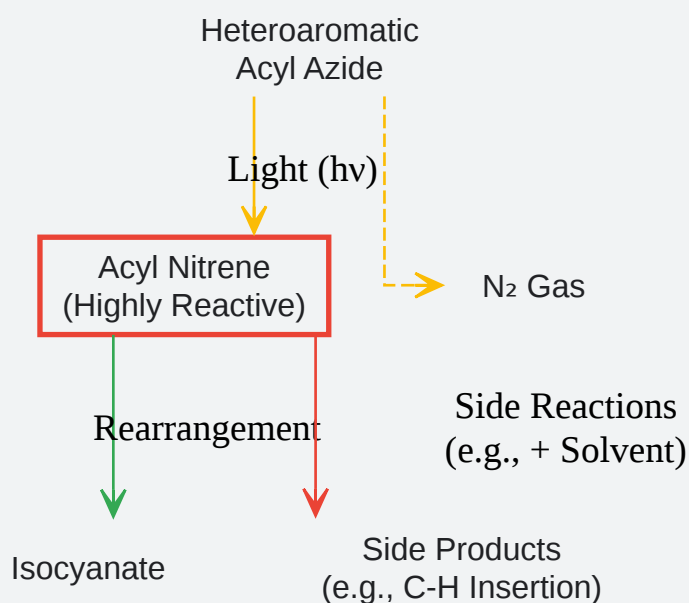 Heteroaromatic
Acyl Azide
Light (hν)
Acyl Nitrene
(Highly Reactive)
N₂ Gas
Rearrangement
Side Reactions
(e.g., + Solvent)
Isocyanate
Side Products
(e.g., C-H Insertion)